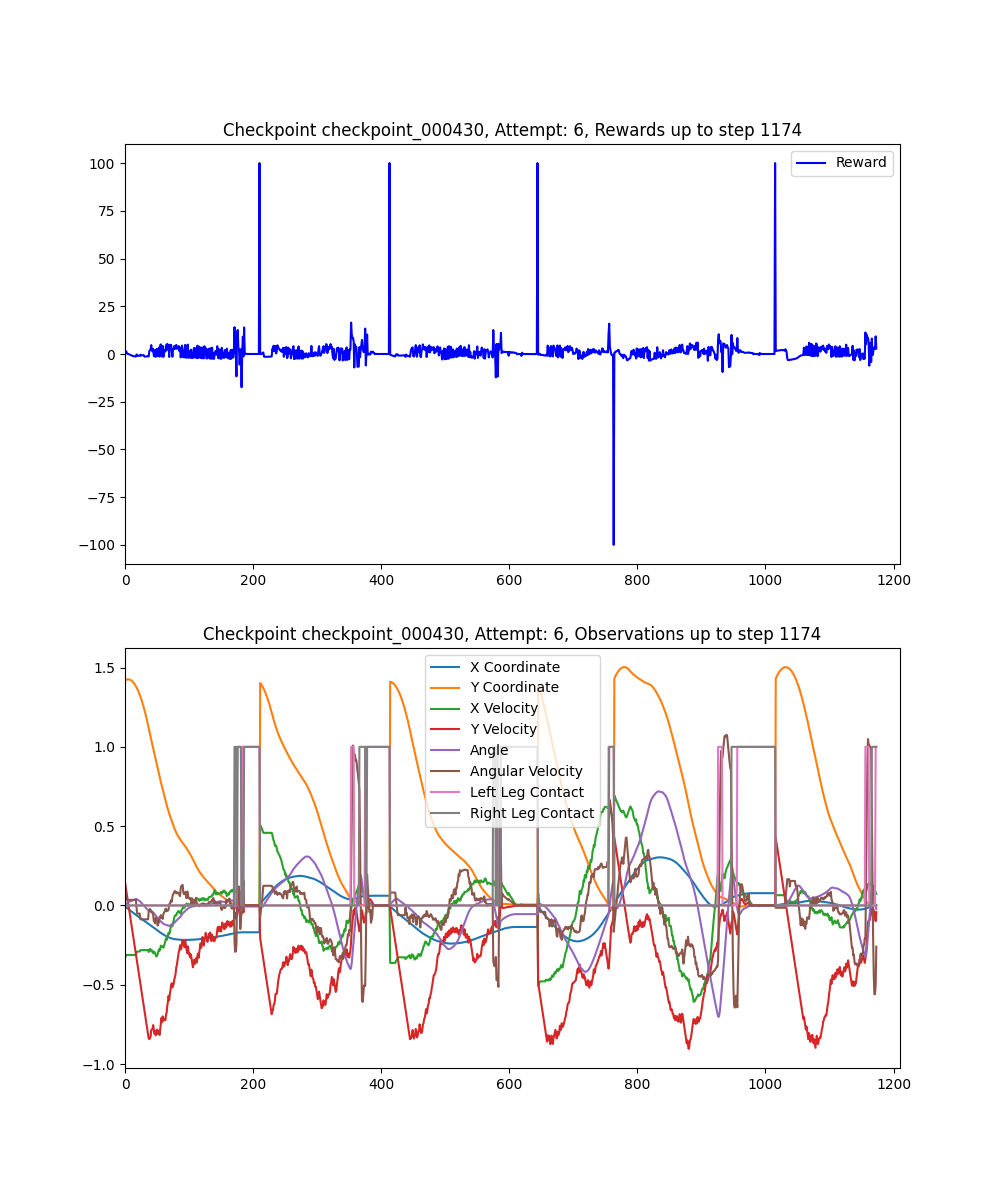 Checkpoint checkpoint_000430, Attempt: 6, Rewards up to step 1174
Reward
100
75
50
25
0
−25
−50
−75
−100
0 200 400 600 800 1000 1200
Checkpoint checkpoint_000430, Attempt: 6, Observations up to step 1174
X Coordinate
Y Coordinate
X Velocity
Y Velocity
Angle
Angular Velocity
Left Leg Contact
Right Leg Contact
1.5
1.0
0.5
0.0
−0.5
−1.0
0 200 400 600 800 1000 1200